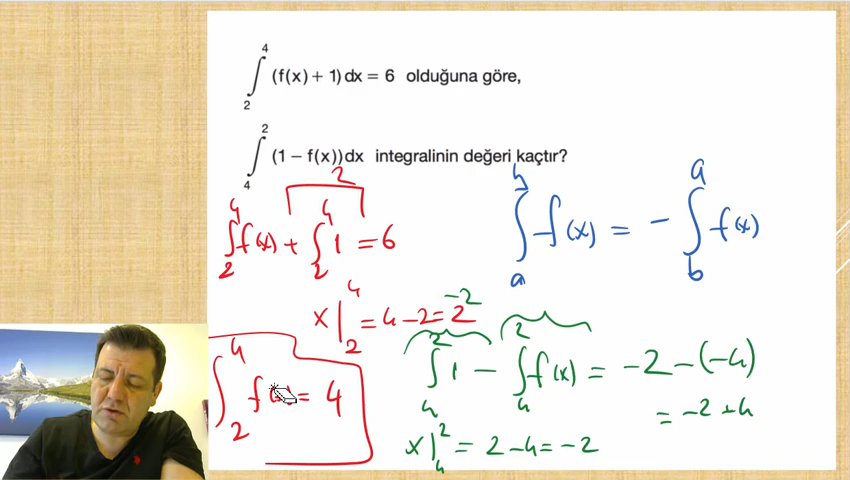 ∫₂⁴ (f(x) + 1) dx = 6 olduğuna göre,
∫₄² (1 − f(x)) dx integralinin değeri kaçtır?
2
∫₂⁴ f(x) + ∫₂⁴ 1 = 6
x |₂⁴ = 4 - 2 = 2
∫₂⁴ f(x) = 4
∫ₐᵇ f(x) = - ∫_b^a f(x)
-2
∫₄² 1 - ∫₄² f(x) = -2 - (-4)
= -2 + 4
x |₄² = 2 - 4 = -2